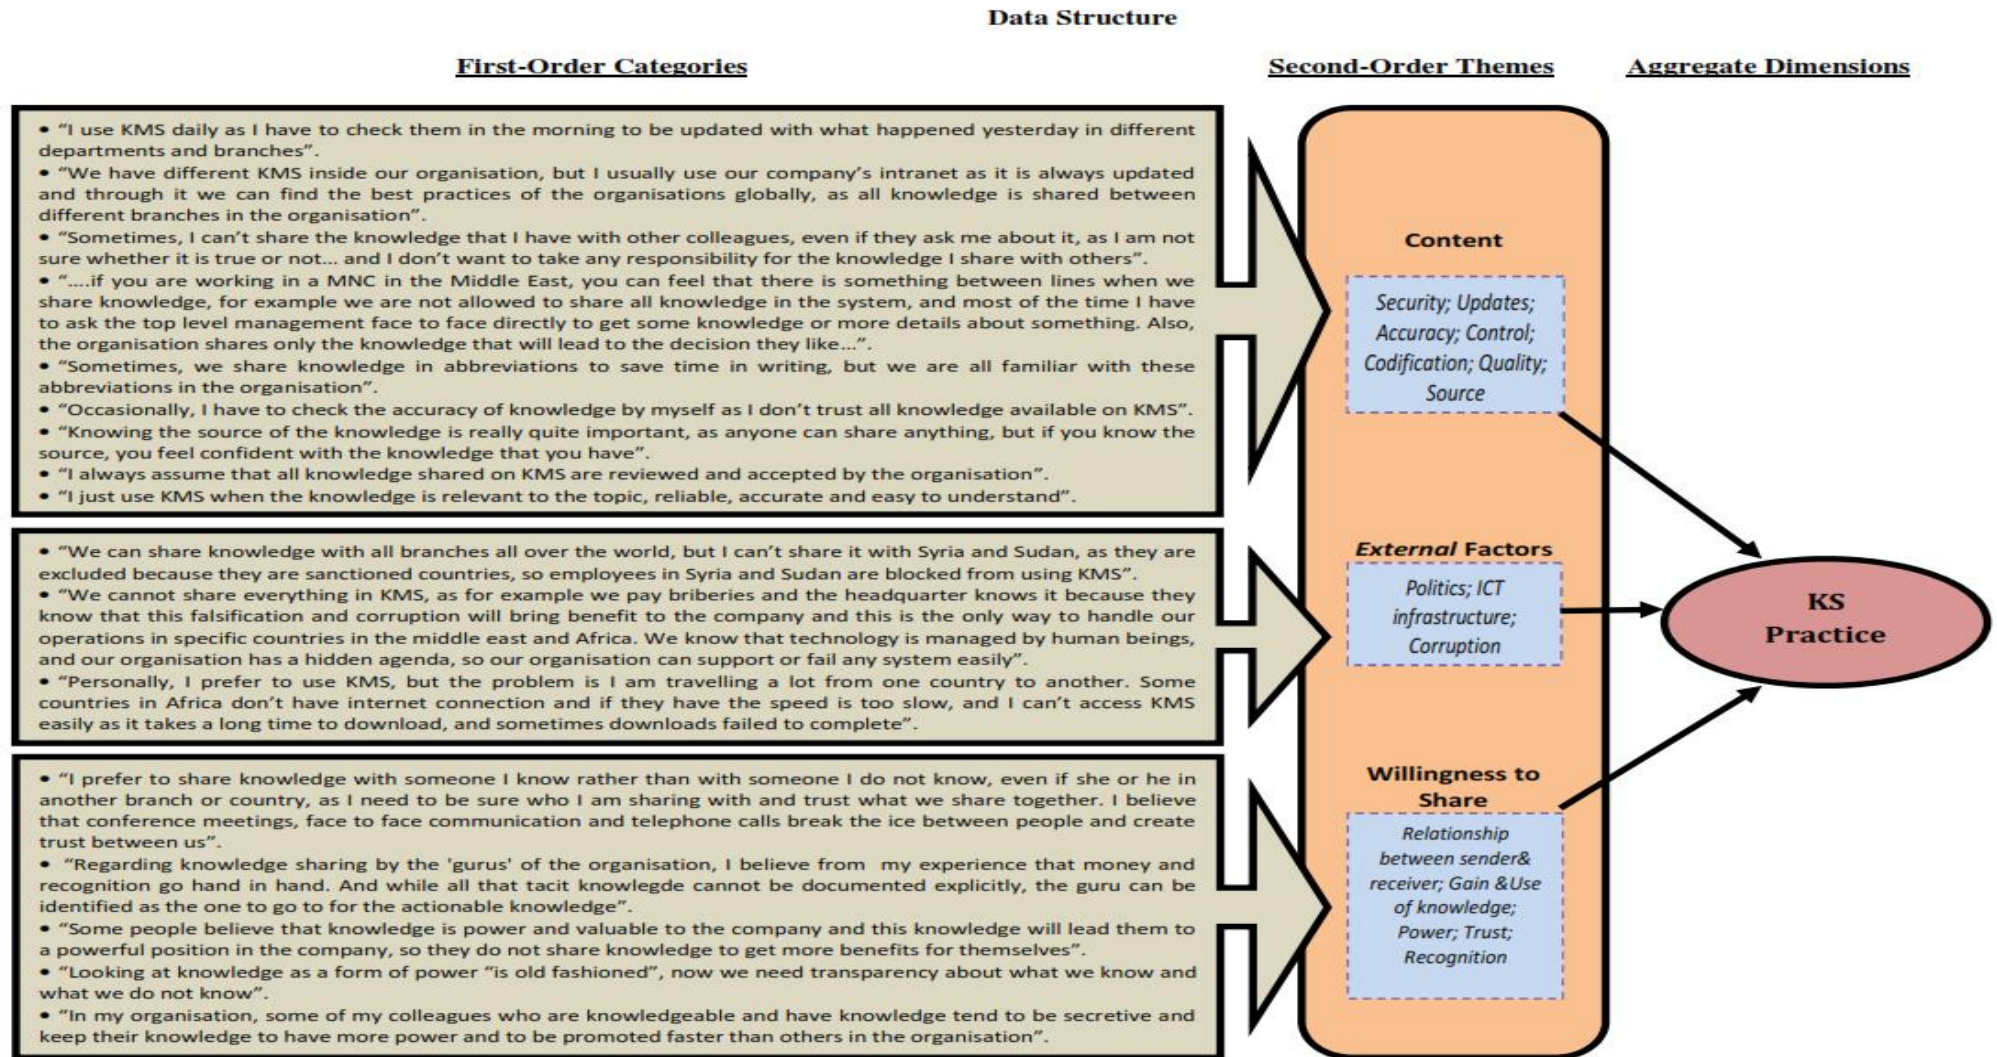 Data Structure
First-Order Categories
Second-Order Themes
Aggregate Dimensions
• “I use KMS daily as I have to check them in the morning to be updated with what happened yesterday in different
departments and branches”.
• “We have different KMS inside our organisation, but I usually use our company’s intranet as it is always updated
and through it we can find the best practices of the organisations globally, as all knowledge is shared between
different branches in the organisation”.
• “Sometimes, I can’t share the knowledge that I have with other colleagues, even if they ask me about it, as I am not
sure whether it is true or not... and I don’t want to take any responsibility for the knowledge I share with others”.
• “....if you are working in a MNC in the Middle East, you can feel that there is something between lines when we
share knowledge, for example we are not allowed to share all knowledge in the system, and most of the time I have
to ask the top level management face to face directly to get some knowledge or more details about something. Also,
the organisation shares only the knowledge that will lead to the decision they like...”.
• “Sometimes, we share knowledge in abbreviations to save time in writing, but we are all familiar with these
abbreviations in the organisation”.
• “Occasionally, I have to check the accuracy of knowledge by myself as I don’t trust all knowledge available on KMS”.
• “Knowing the source of the knowledge is really quite important, as anyone can share anything, but if you know the
source, you feel confident with the knowledge that you have”.
• “I always assume that all knowledge shared on KMS are reviewed and accepted by the organisation”.
• “I just use KMS when the knowledge is relevant to the topic, reliable, accurate and easy to understand”.
Content
Security; Updates;
Accuracy; Control;
Codification; Quality;
Source
• “We can share knowledge with all branches all over the world, but I can’t share it with Syria and Sudan, as they are
excluded because they are sanctioned countries, so employees in Syria and Sudan are blocked from using KMS”.
• “We cannot share everything in KMS, as for example we pay briberies and the headquarter knows it because they
know that this falsification and corruption will bring benefit to the company and this is the only way to handle our
operations in specific countries in the middle east and Africa. We know that technology is managed by human beings,
and our organisation has a hidden agenda, so our organisation can support or fail any system easily”.
• “Personally, I prefer to use KMS, but the problem is I am travelling a lot from one country to another. Some
countries in Africa don’t have internet connection and if they have the speed is too slow, and I can’t access KMS
easily as it takes a long time to download, and sometimes downloads failed to complete”.
External Factors
Politics; ICT
infrastructure;
Corruption
KS
Practice
• “I prefer to share knowledge with someone I know rather than with someone I do not know, even if she or he in
another branch or country, as I need to be sure who I am sharing with and trust what we share together. I believe
that conference meetings, face to face communication and telephone calls break the ice between people and create
trust between us”.
• “Regarding knowledge sharing by the 'gurus' of the organisation, I believe from my experience that money and
recognition go hand in hand. And while all that tacit knowlegde cannot be documented explicitly, the guru can be
identified as the one to go to for the actionable knowledge”.
• “Some people believe that knowledge is power and valuable to the company and this knowledge will lead them to
a powerful position in the company, so they do not share knowledge to get more benefits for themselves”.
• “Looking at knowledge as a form of power “is old fashioned”, now we need transparency about what we know and
what we do not know”.
• “In my organisation, some of my colleagues who are knowledgeable and have knowledge tend to be secretive and
keep their knowledge to have more power and to be promoted faster than others in the organisation”.
Willingness to
Share
Relationship
between sender&
receiver; Gain &Use
of knowledge;
Power; Trust;
Recognition